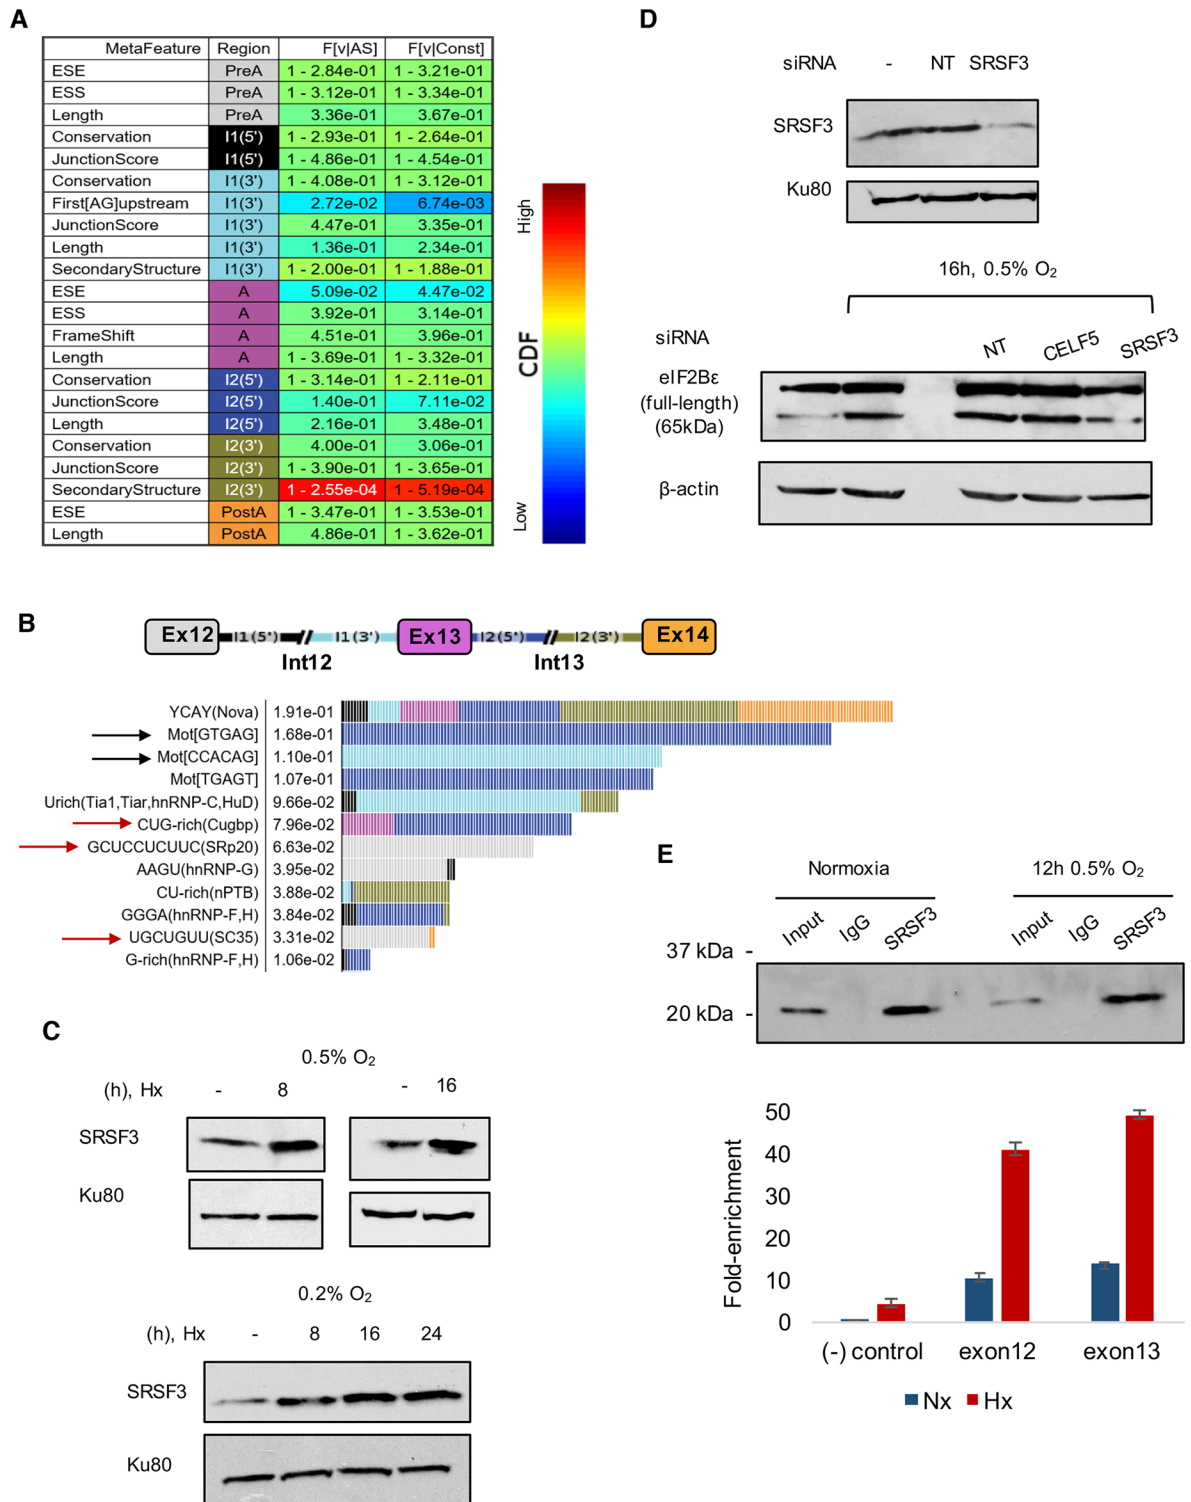 A
MetaFeature Region F[v|AS] F[v|Const]
ESE PreA 1 - 2.84e-01 1 - 3.21e-01
ESS PreA 1 - 3.12e-01 1 - 3.34e-01
Length PreA 3.36e-01 3.67e-01
Conservation I1(5') 1 - 2.93e-01 1 - 2.64e-01
JunctionScore I1(5') 1 - 4.86e-01 1 - 4.54e-01
Conservation I1(3') 1 - 4.08e-01 1 - 3.12e-01
First[AG]upstream I1(3') 2.72e-02 6.74e-03
JunctionScore I1(3') 4.47e-01 3.35e-01
Length I1(3') 1.36e-01 2.34e-01
SecondaryStructure I1(3') 1 - 2.00e-01 1 - 1.88e-01
ESE A 5.09e-02 4.47e-02
ESS A 3.92e-01 3.14e-01
FrameShift A 4.51e-01 3.96e-01
Length A 1 - 3.69e-01 1 - 3.32e-01
Conservation I2(5') 1 - 3.14e-01 1 - 2.11e-01
JunctionScore I2(5') 1.40e-01 7.11e-02
Length I2(5') 2.16e-01 3.48e-01
Conservation I2(3') 4.00e-01 3.06e-01
JunctionScore I2(3') 1 - 3.90e-01 1 - 3.65e-01
SecondaryStructure I2(3') 1 - 2.55e-04 1 - 5.19e-04
ESE PostA 1 - 3.47e-01 1 - 3.53e-01
Length PostA 4.86e-01 1 - 3.62e-01
High
CDF
Low
B
Ex12 I1(5') I1(3') Ex13 I2(5') I2(3') Ex14
Int12 Int13
YCAY(Nova) 1.91e-01
Mot[GTGAG] 1.68e-01
Mot[CCACAG] 1.10e-01
Mot[TGAGT] 1.07e-01
Urich(Tia1,Tiar,hnRNP-C,HuD) 9.66e-02
CUG-rich(Cugbp) 7.96e-02
GCUCCUCUUC(SRp20) 6.63e-02
AAGU(hnRNP-G) 3.95e-02
CU-rich(nPTB) 3.88e-02
GGGA(hnRNP-F,H) 3.84e-02
UGCUGUU(SC35) 3.31e-02
G-rich(hnRNP-F,H) 1.06e-02
C
0.5% O₂
(h), Hx - 8 - 16
SRSF3
Ku80
0.2% O₂
(h), Hx - 8 16 24
SRSF3
Ku80
D
siRNA - NT SRSF3
SRSF3
Ku80
16h, 0.5% O₂
siRNA NT CELF5 SRSF3
eIF2Bε
(full-length)
(65kDa)
β-actin
E
Normoxia 12h 0.5% O₂
Input IgG SRSF3 Input IgG SRSF3
37 kDa -
20 kDa -
Fold-enrichment
50
40
30
20
10
0
(-) control exon12 exon13
Nx Hx